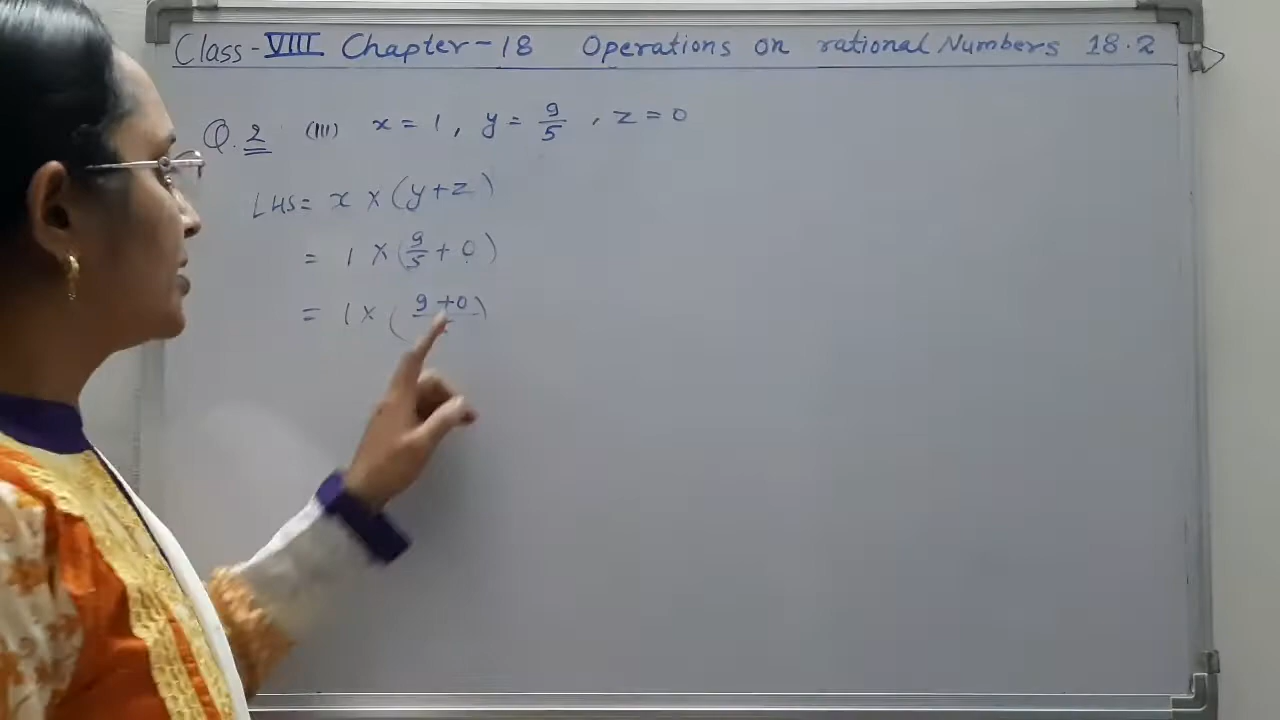 Class-VIII Chapter-18 Operations on rational Numbers 18.2
Q.2 (III) x = 1, y = 9/5, z = 0
LHS = x × (y+z)
= 1 × (9/5 + 0)
= 1 × (9+0)